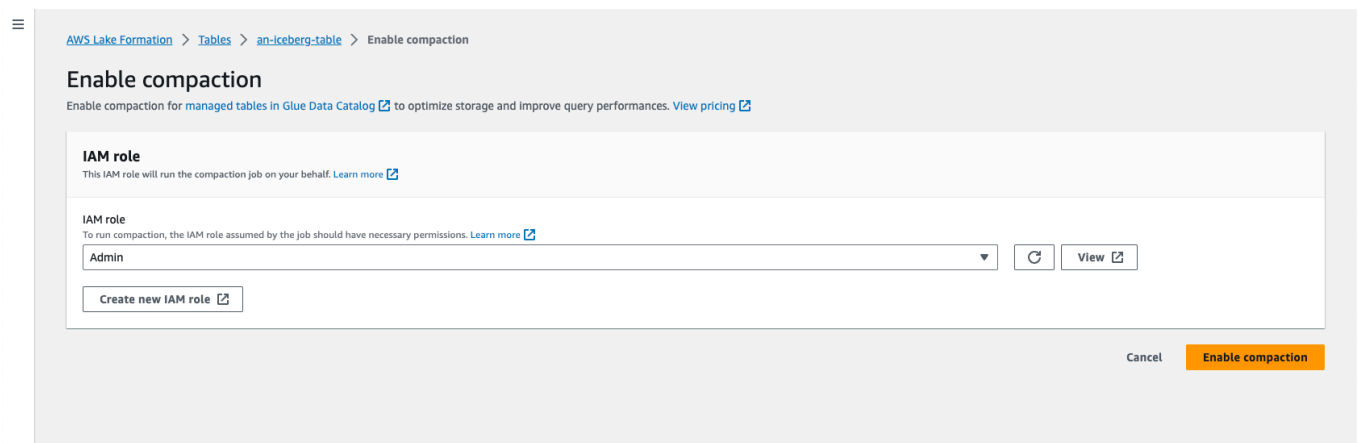 AWS Lake Formation > Tables > an-iceberg-table > Enable compaction
Enable compaction
Enable compaction for managed tables in Glue Data Catalog to optimize storage and improve query performances. View pricing
IAM role
This IAM role will run the compaction job on your behalf. Learn more
IAM role
To run compaction, the IAM role assumed by the job should have necessary permissions. Learn more
Admin
View
Create new IAM role
Cancel
Enable compaction